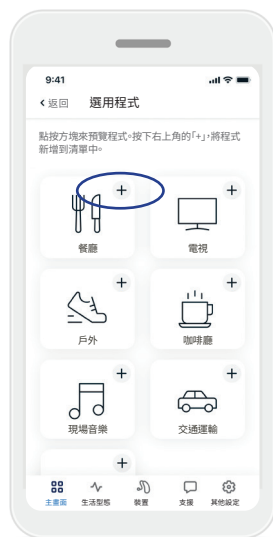 9:41
返回 選用程式
點按方塊來預覽程式。按下右上角的「+」，將程式
新增到清單中。
+ +
餐廳 電視
+ +
戶外 咖啡廳
+ +
現場音樂 交通運輸
+
主畫面 生活型態 裝置 支援 其他設定